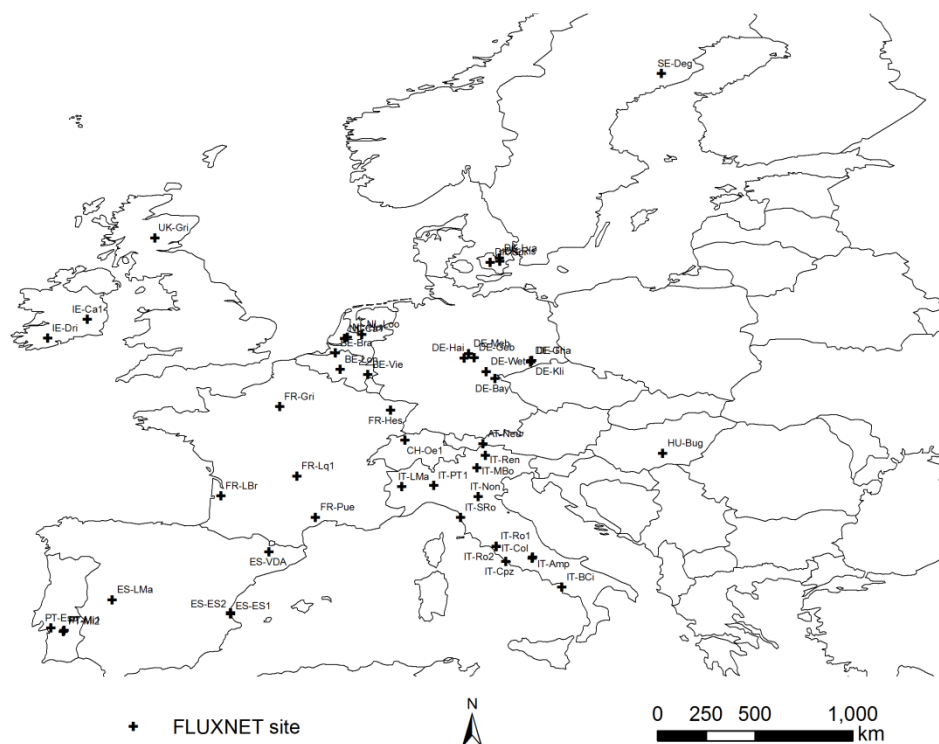 SE-Deg
UK-Gri
IE-Ca1
IE-Dri
BE-Bra
BE-Lon
BE-Vie
DE-Hai
DE-Meh
DE-Geb
DE-Wet
DE-Gha
DE-Kli
DE-Bay
FR-Gri
FR-Hes
AT-Neu
CH-Oe1
HU-Bug
IT-Ren
IT-MBo
FR-Lq1
IT-LMa
IT-PT1
FR-LBr
IT-Non
FR-Pue
IT-SRo
IT-Ro1
IT-Col
ES-VDA
IT-Ro2
IT-Amp
IT-Cpz
IT-BCi
ES-LMa
ES-ES2
ES-ES1
N
FLUXNET site
0 250 500 1,000
km